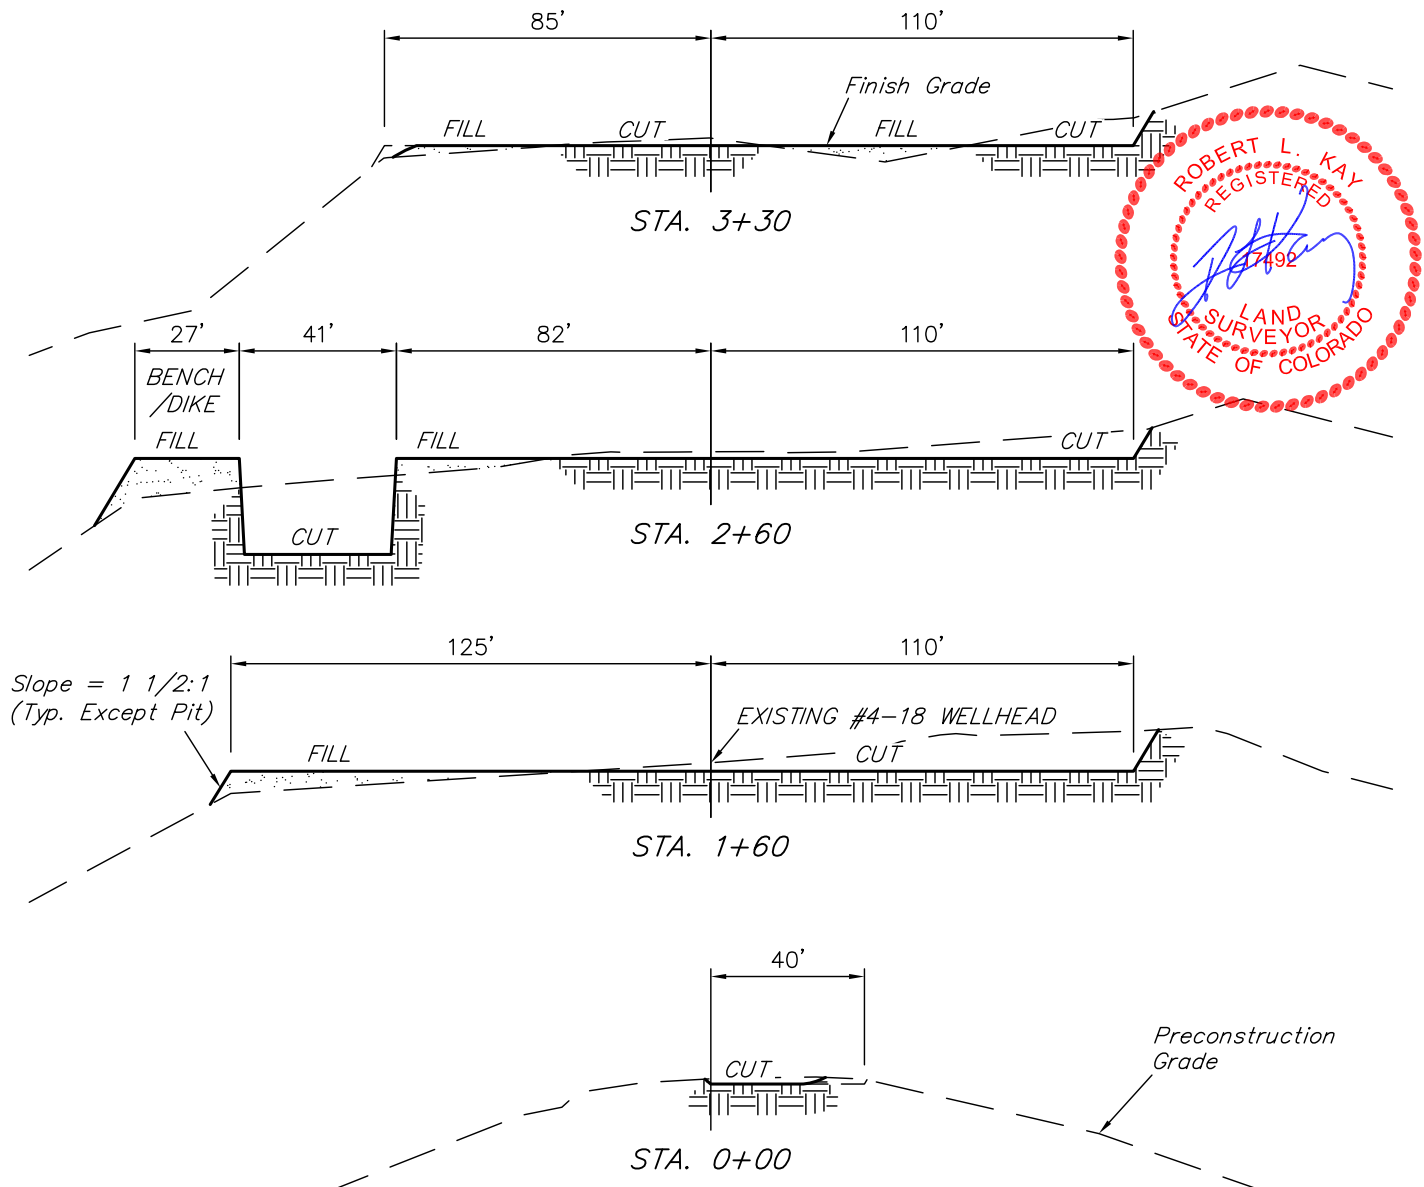 85' 110'
Finish Grade
FILL CUT FILL CUT
STA. 3+30
ROBERT L. KAY
REGISTERED
17492
LAND
SURVEYOR
STATE OF COLORADO
27' 41' 82' 110'
BENCH
/DIKE
FILL FILL CUT
CUT
STA. 2+60
125' 110'
Slope = 1 1/2:1
(Typ. Except Pit)
EXISTING #4-18 WELLHEAD
FILL CUT
STA. 1+60
40'
Preconstruction
Grade
CUT
STA. 0+00